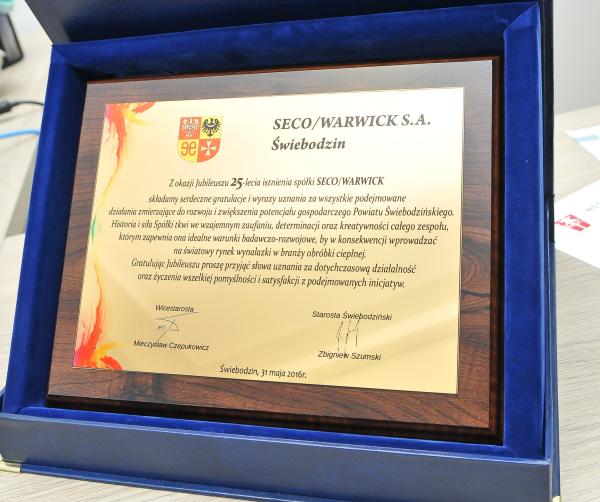 SECO/WARWICK S.A.
Świebodzin
Z okazji Jubileuszu 25-lecia istnienia spółki SECO/WARWICK
składamy serdeczne gratulacje i wyrazy uznania za wszystkie podejmowane
działania zmierzające do rozwoju i zwiększenia potencjału gospodarczego Powiatu Świebodzińskiego.
Historia i siła Spółki tkwi we wzajemnym zaufaniu, determinacji oraz kreatywności całego zespołu,
którym zapewnia ona idealne warunki badawczo-rozwojowe, by w konsekwencji wprowadzać
na światowy rynek wynalazki w branży obróbki cieplnej.
Gratulując Jubileuszu proszę przyjąć słowa uznania za dotychczasową działalność
oraz życzenia wszelkiej pomyślności i satysfakcji z podejmowanych inicjatyw.
Wicestarosta
Starosta Świebodziński
Mieczysław Czepukowicz
Zbigniew Szumski
Świebodzin, 31 maja 2016r.